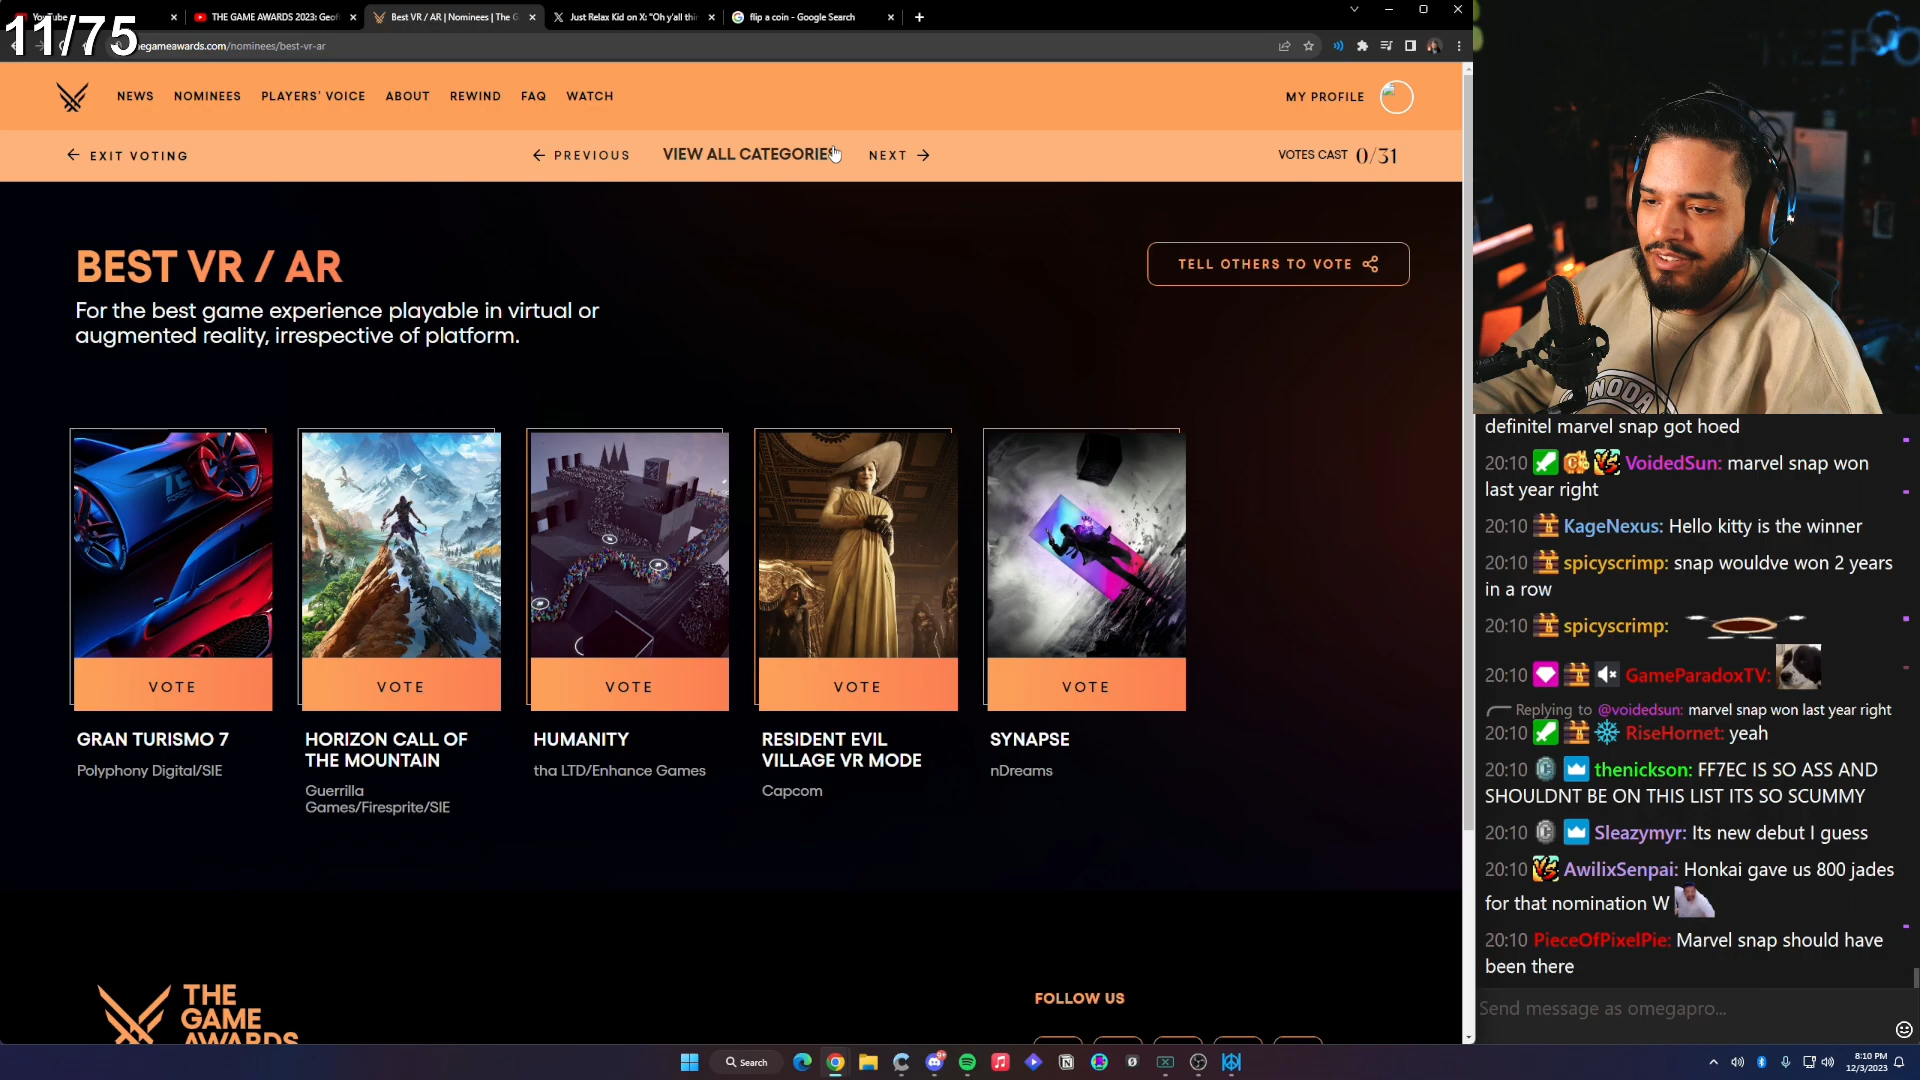 11/75
THE GAME AWARDS 2023: Geoff
Best VR / AR | Nominees | The G
Just Relax Kid on X: "Oh y'all thin
flip a coin - Google Search
egameawards.com/nominees/best-vr-ar
NEWS
NOMINEES
PLAYERS' VOICE
ABOUT
REWIND
FAQ
WATCH
MY PROFILE
EXIT VOTING
PREVIOUS
VIEW ALL CATEGORIES
NEXT
VOTES CAST 0/31
BEST VR / AR
For the best game experience playable in virtual or
augmented reality, irrespective of platform.
TELL OTHERS TO VOTE
VOTE
VOTE
VOTE
VOTE
VOTE
GRAN TURISMO 7
Polyphony Digital/SIE
HORIZON CALL OF
THE MOUNTAIN
Guerrilla
Games/Firesprite/SIE
HUMANITY
tha LTD/Enhance Games
RESIDENT EVIL
VILLAGE VR MODE
Capcom
SYNAPSE
nDreams
THE
GAME
AWARDS
FOLLOW US
definitel marvel snap got hoed
20:10 VoidedSun: marvel snap won
last year right
20:10 KageNexus: Hello kitty is the winner
20:10 spicyscrimp: snap wouldve won 2 years
in a row
20:10 spicyscrimp:
20:10 GameParadoxTV:
Replying to @voidedsun: marvel snap won last year right
20:10 RiseHornet: yeah
20:10 thenickson: FF7EC IS SO ASS AND
SHOULDNT BE ON THIS LIST ITS SO SCUMMY
20:10 Sleazymyr: Its new debut I guess
20:10 AwilixSenpai: Honkai gave us 800 jades
for that nomination W
20:10 PieceOfPixelPie: Marvel snap should have
been there
Send message as omegapro...
Search
8:10 PM
12/3/2023